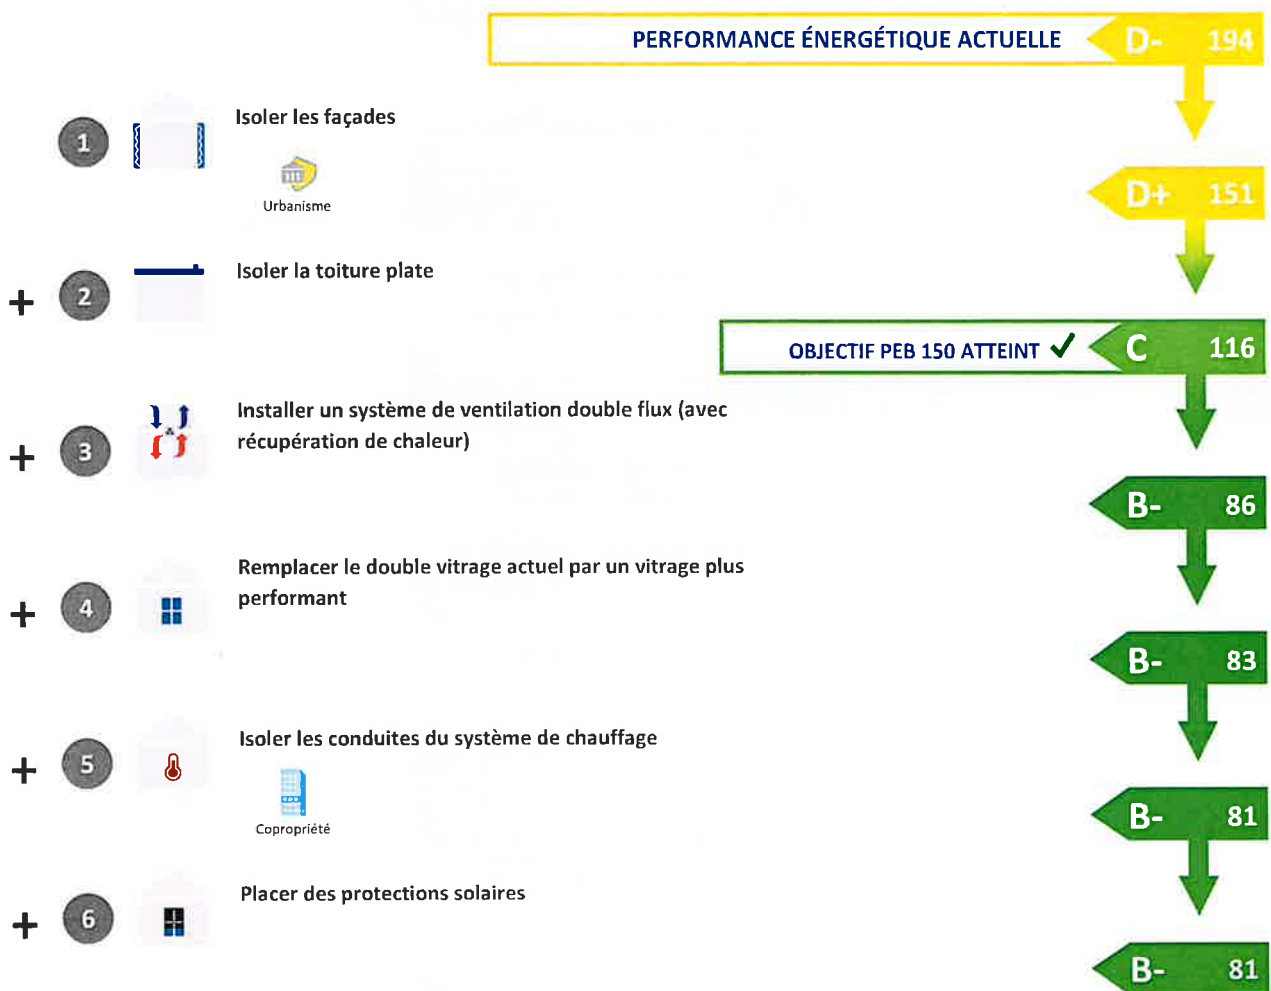 PERFORMANCE ÉNERGÉTIQUE ACTUELLE D- 194
1 Isoler les façades
Urbanisme
D+ 151
+ 2 Isoler la toiture plate
OBJECTIF PEB 150 ATTEINT ✓ C 116
+ 3 Installer un système de ventilation double flux (avec
récupération de chaleur)
B- 86
+ 4 Remplacer le double vitrage actuel par un vitrage plus
performant
B- 83
+ 5 Isoler les conduites du système de chauffage
Copropriété
B- 81
+ 6 Placer des protections solaires
B- 81